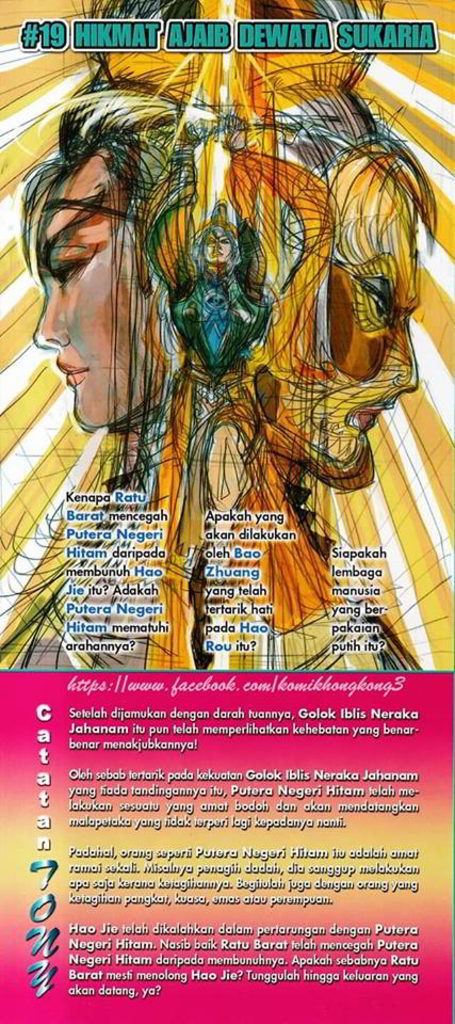 #19 HIKMAT AJAIB DEWATA SUKARIA
Kenapa Ratu
Barat mencegah
Putera Negeri
Hitam daripada
membunuh Hao
Jie itu? Adakah
Putera Negeri
Hitam mematuhi
arahannya?
Apakah yang
akan dilakukan
oleh Bao
Zhuang
yang telah
tertarik hati
pada Hao
Rou itu?
Siapakah
lembaga
manusia
yang ber-
pakaian
putih itu?
https://www.facebook.com/komikhongkong3
Catatan TONY
Setelah dijamukan dengan darah tuannya, Golok Iblis Neraka
Jahanam itu pun telah memperlihatkan kehebatan yang benar-
benar menakjubkannya!
Oleh sebab tertarik pada kekuatan Golok Iblis Neraka Jahanam
yang tiada tandingannya itu, Putera Negeri Hitam telah me-
lakukan sesuatu yang amat bodoh dan akan mendatangkan
malapetaka yang tidak terperi lagi kepadanya nanti.
Padahal, orang seperti Putera Negeri Hitam itu adalah amat
ramai sekali. Misalnya penagih dadah, dia sanggup melakukan
apa saja kerana ketagihannya. Begitulah juga dengan orang yang
ketagihan pangkat, kuasa, emas atau perempuan.
Hao Jie telah dikalahkan dalam pertarungan dengan Putera
Negeri Hitam. Nasib baik Ratu Barat telah mencegah Putera
Negeri Hitam daripada membunuhnya. Apakah sebabnya Ratu
Barat mesti menolong Hao Jie? Tunggulah hingga keluaran yang
akan datang, ya?